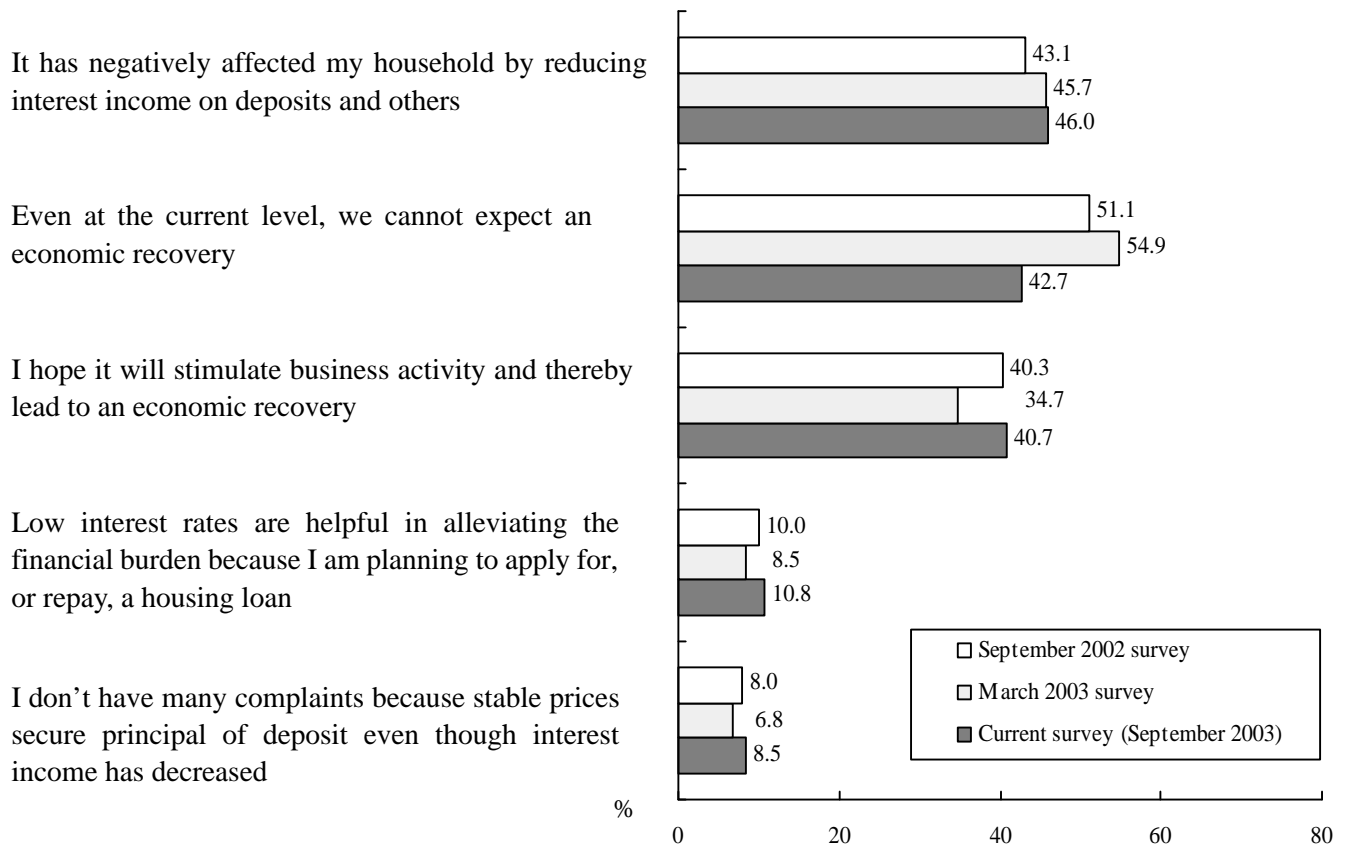 It has negatively affected my household by reducing
interest income on deposits and others
43.1
45.7
46.0
Even at the current level, we cannot expect an
economic recovery
51.1
54.9
42.7
I hope it will stimulate business activity and thereby
lead to an economic recovery
40.3
34.7
40.7
Low interest rates are helpful in alleviating the
financial burden because I am planning to apply for,
or repay, a housing loan
10.0
8.5
10.8
I don't have many complaints because stable prices
secure principal of deposit even though interest
income has decreased
8.0
6.8
8.5
September 2002 survey
March 2003 survey
Current survey (September 2003)
%
0 20 40 60 80